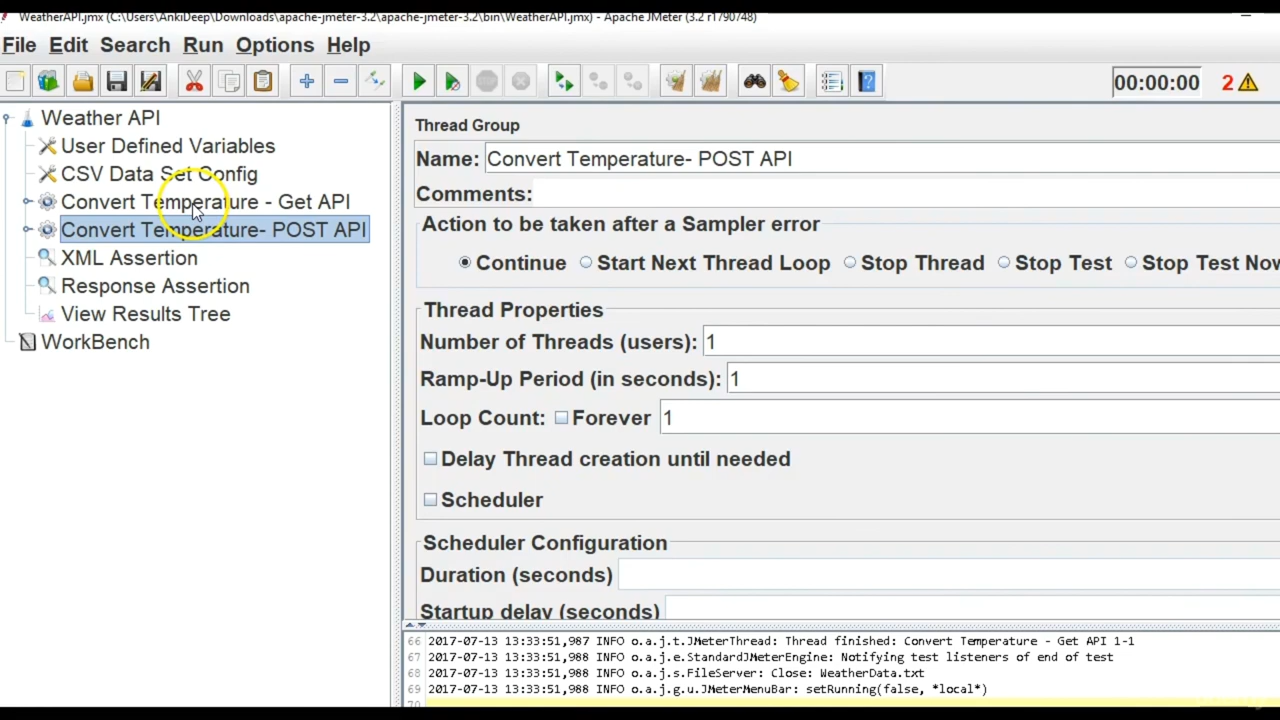 WeatherAPI.jmx (C:\Users\AnkiDeep\Downloads\apache-jmeter-3.2\apache-jmeter-3.2\bin\WeatherAPI.jmx) - Apache JMeter (3.2 r1790748)
File Edit Search Run Options Help
00:00:00 2
Weather API
User Defined Variables
CSV Data Set Config
Convert Temperature - Get API
Convert Temperature- POST API
XML Assertion
Response Assertion
View Results Tree
WorkBench
Thread Group
Name: Convert Temperature- POST API
Comments:
Action to be taken after a Sampler error
Continue Start Next Thread Loop Stop Thread Stop Test Stop Test Now
Thread Properties
Number of Threads (users): 1
Ramp-Up Period (in seconds): 1
Loop Count: Forever 1
Delay Thread creation until needed
Scheduler
Scheduler Configuration
Duration (seconds)
Startup delay (seconds)
66 2017-07-13 13:33:51,987 INFO o.a.j.t.JMeterThread: Thread finished: Convert Temperature - Get API 1-1
67 2017-07-13 13:33:51,988 INFO o.a.j.e.StandardJMeterEngine: Notifying test listeners of end of test
68 2017-07-13 13:33:51,988 INFO o.a.j.s.FileServer: Close: WeatherData.txt
69 2017-07-13 13:33:51,988 INFO o.a.j.g.u.JMeterMenuBar: setRunning(false, *local*)
70